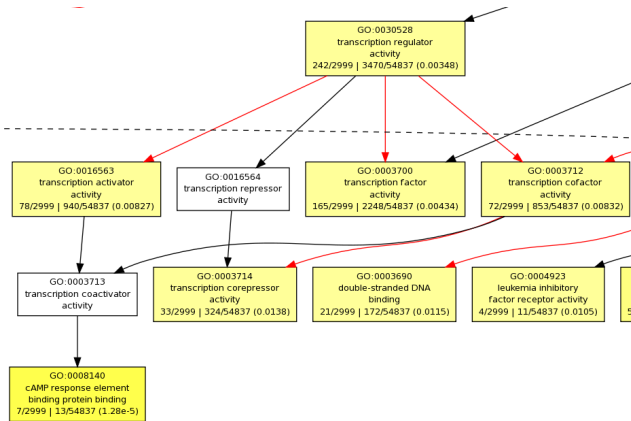 GO:0030528
transcription regulator
activity
242/2999 | 3470/54837 (0.00348)
GO:0016563
transcription activator
activity
78/2999 | 940/54837 (0.00827)
GO:0016564
transcription repressor
activity
GO:0003700
transcription factor
activity
165/2999 | 2248/54837 (0.00434)
GO:0003712
transcription cofactor
activity
72/2999 | 853/54837 (0.00832)
GO:0003713
transcription coactivator
activity
GO:0003714
transcription corepressor
activity
33/2999 | 324/54837 (0.0138)
GO:0003690
double-stranded DNA
binding
21/2999 | 172/54837 (0.0115)
GO:0004923
leukemia inhibitory
factor receptor activity
4/2999 | 11/54837 (0.0105)
5
GO:0008140
cAMP response element
binding protein binding
7/2999 | 13/54837 (1.28e-5)